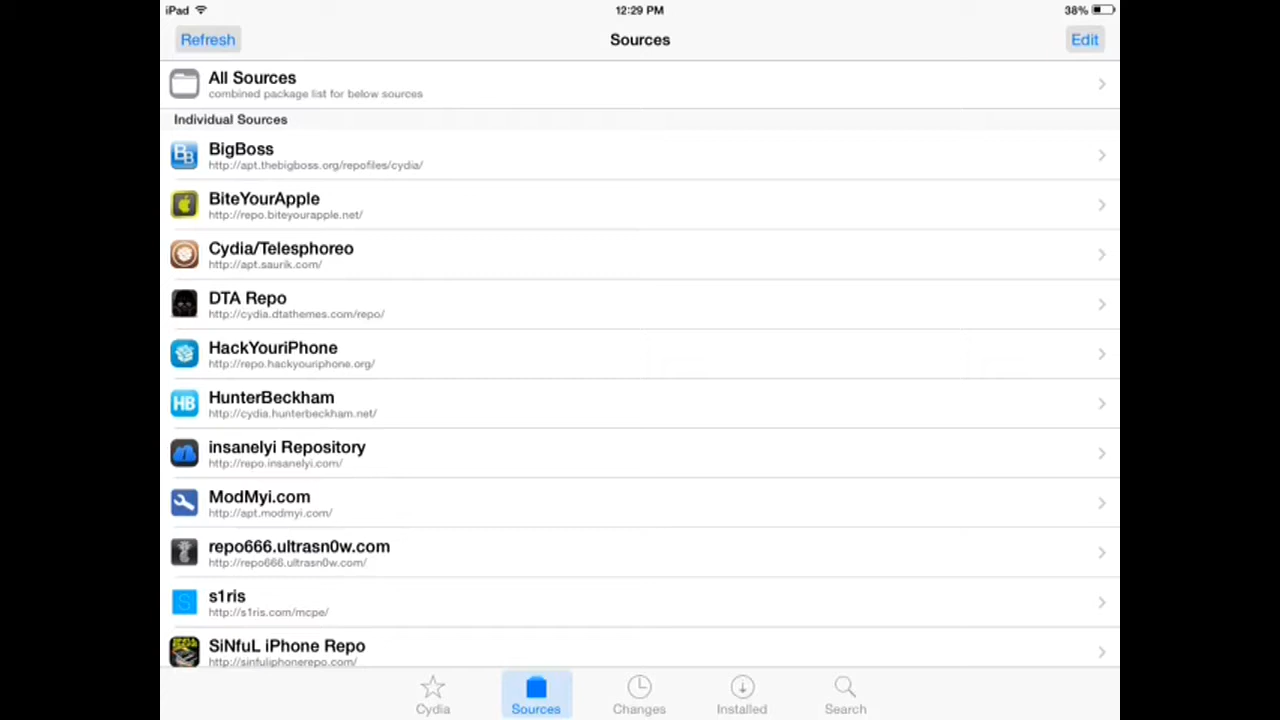 iPad 12:29 PM 38%
Refresh Sources Edit
All Sources
combined package list for below sources
Individual Sources
BB BigBoss
http://apt.thebigboss.org/repofiles/cydia/
BiteYourApple
http://repo.biteyourapple.net/
Cydia/Telesphoreo
http://apt.saurik.com/
DTA Repo
http://cydia.dtathemes.com/repo/
HackYouriPhone
http://repo.hackyouriphone.org/
HB HunterBeckham
http://cydia.hunterbeckham.net/
insanelyi Repository
http://repo.insanelyi.com/
ModMyi.com
http://apt.modmyi.com/
repo666.ultrasn0w.com
http://repo666.ultrasn0w.com/
S s1ris
http://s1ris.com/mcpe/
SiNfuL iPhone Repo
http://sinfuliphonerepo.com/
Cydia Sources Changes Installed Search